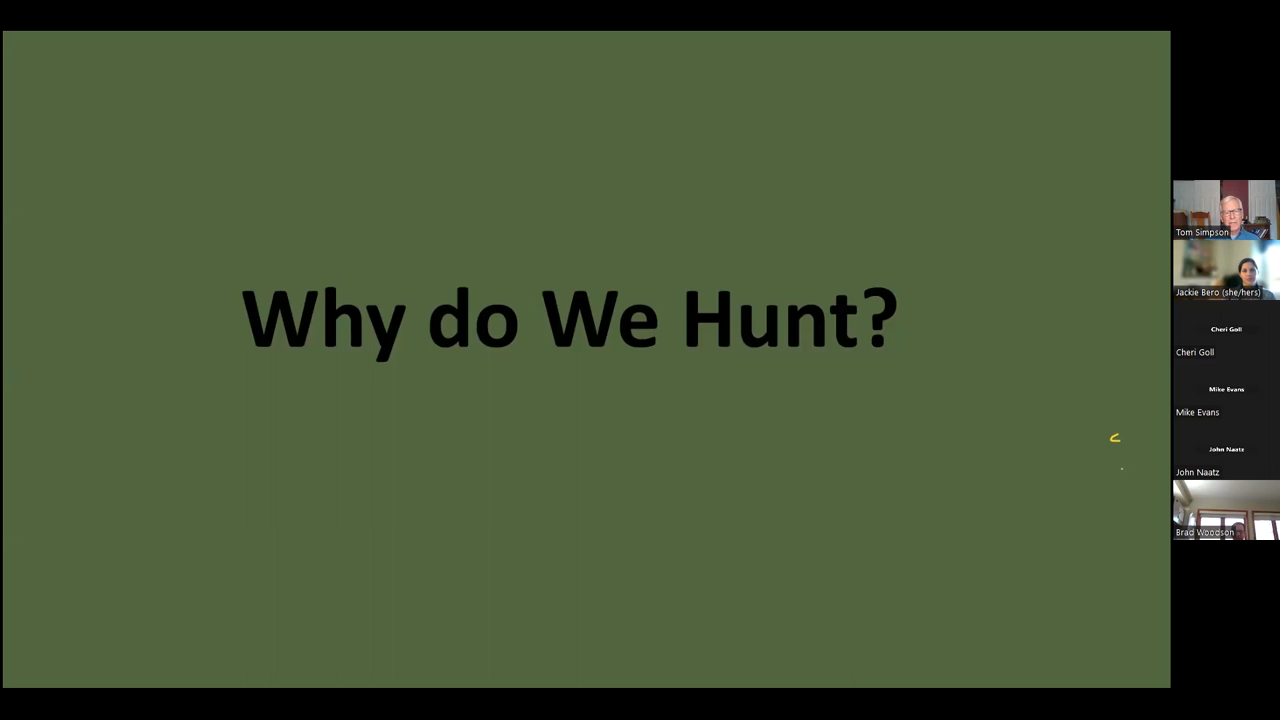 Why do We Hunt?
Tom Simpson
Jackie Bero (she/hers)
Cheri Goll
Cheri Goll
Mike Evans
Mike Evans
John Naatz
John Naatz
Brad Woodson